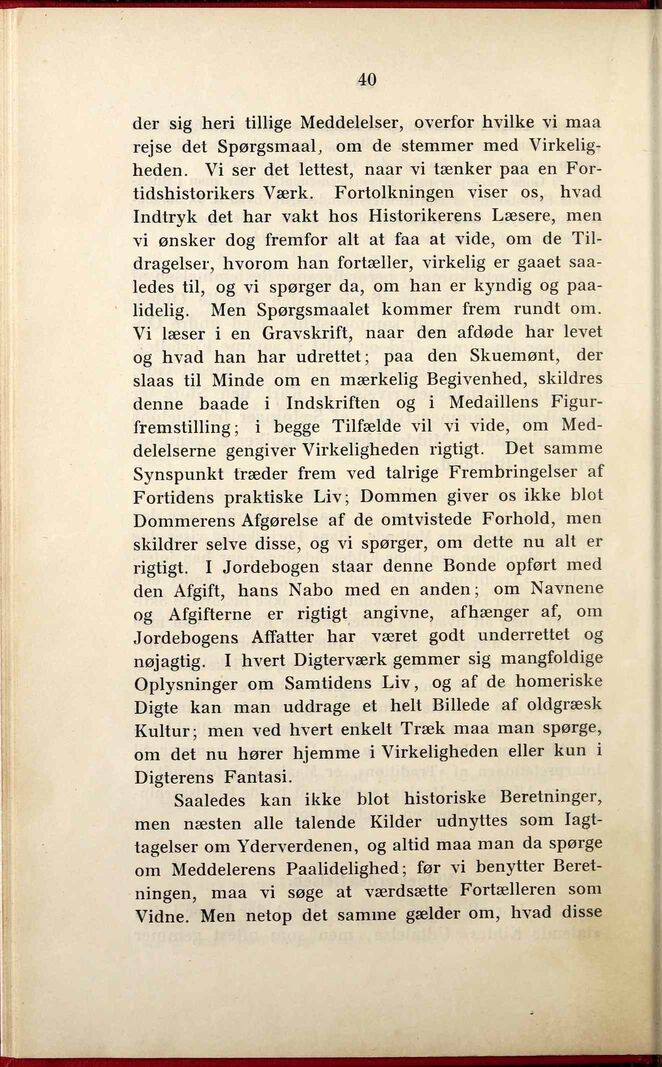 40
der sig heri tillige Meddelelser, overfor hvilke vi maa
rejse det Spørgsmaal, om de stemmer med Virkelig-
heden. Vi ser det lettest, naar vi tænker paa en For-
tidshistorikers Værk. Fortolkningen viser os, hvad
Indtryk det har vakt hos Historikerens Læsere, men
vi ønsker dog fremfor alt at faa at vide, om de Til-
dragelser, hvorom han fortæller, virkelig er gaaet saa-
ledes til, og vi spørger da, om han er kyndig og paa-
lidelig. Men Spørgsmaalet kommer frem rundt om.
Vi læser i en Gravskrift, naar den afdøde har levet
og hvad han har udrettet; paa den Skuemønt, der
slaas til Minde om en mærkelig Begivenhed, skildres
denne baade i Indskriften og i Medaillens Figur-
fremstilling; i begge Tilfælde vil vi vide, om Med-
delelserne gengiver Virkeligheden rigtigt. Det samme
Synspunkt træder frem ved talrige Frembringelser af
Fortidens praktiske Liv; Dommen giver os ikke blot
Dommerens Afgørelse af de omtvistede Forhold, men
skildrer selve disse, og vi spørger, om dette nu alt er
rigtigt. I Jordebogen staar denne Bonde opført med
den Afgift, hans Nabo med en anden; om Navnene
og Afgifterne er rigtigt angivne, afhænger af, om
Jordebogens Affatter har været godt underrettet og
nøjagtig. I hvert Digterværk gemmer sig mangfoldige
Oplysninger om Samtidens Liv, og af de homeriske
Digte kan man uddrage et helt Billede af oldgræsk
Kultur; men ved hvert enkelt Træk maa man spørge,
om det nu hører hjemme i Virkeligheden eller kun i
Digterens Fantasi.
Saaledes kan ikke blot historiske Beretninger,
men næsten alle talende Kilder udnyttes som Iagt-
tagelser om Yderverdenen, og altid maa man da spørge
om Meddelerens Paalidelighed; før vi benytter Beret-
ningen, maa vi søge at værdsætte Fortælleren som
Vidne. Men netop det samme gælder om, hvad disse